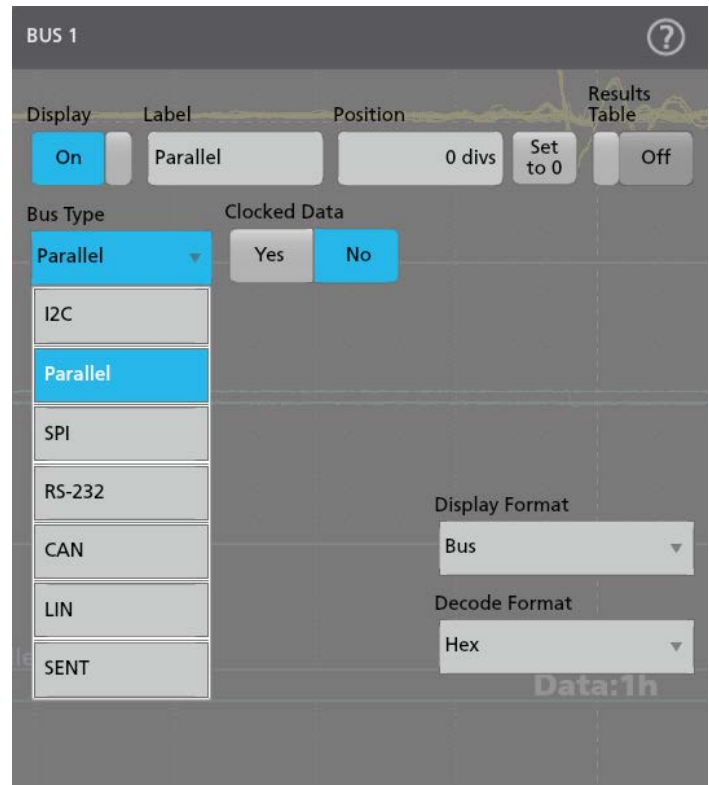 BUS 1
?
Display Label Position Results Table
On Parallel 0 divs Set to 0 Off
Bus Type Clocked Data
Parallel Yes No
I2C
Parallel
SPI
RS-232
CAN
LIN
SENT
Display Format
Bus
Decode Format
Hex
Data:1h